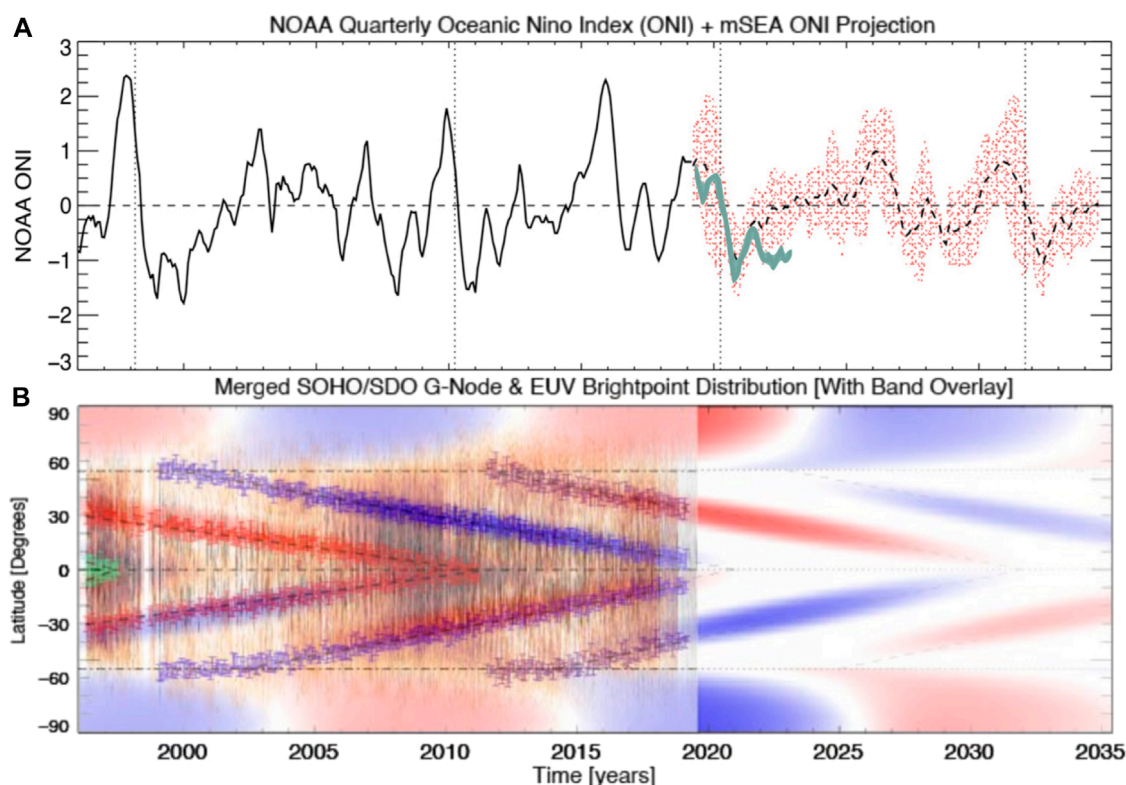 A
NOAA Quarterly Oceanic Nino Index (ONI) + mSEA ONI Projection
NOAA ONI
3
2
1
0
−1
−2
−3
B
Merged SOHO/SDO G-Node & EUV Brightpoint Distribution [With Band Overlay]
Latitude [Degrees]
90
60
30
0
−30
−60
−90
2000 2005 2010 2015 2020 2025 2030 2035
Time [years]